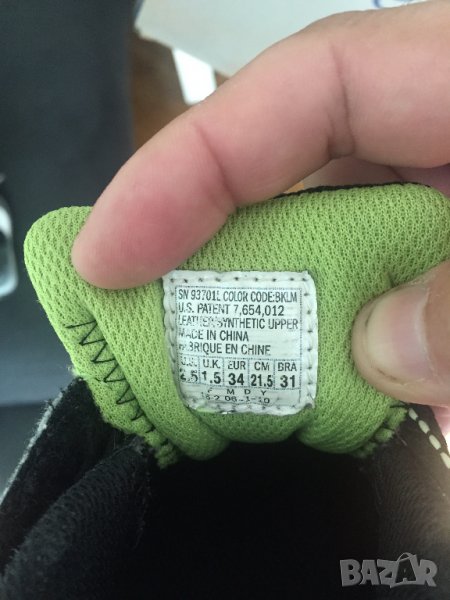 SN 93701L COLOR CODE:BKLM
U.S. PATENT 7,654,012
LEATHER/SYNTHETIC UPPER
MADE IN CHINA
FABRIQUE EN CHINE
U.K. EUR CM BRA
1.5 34 21.5 31
M D Y
BAZAR